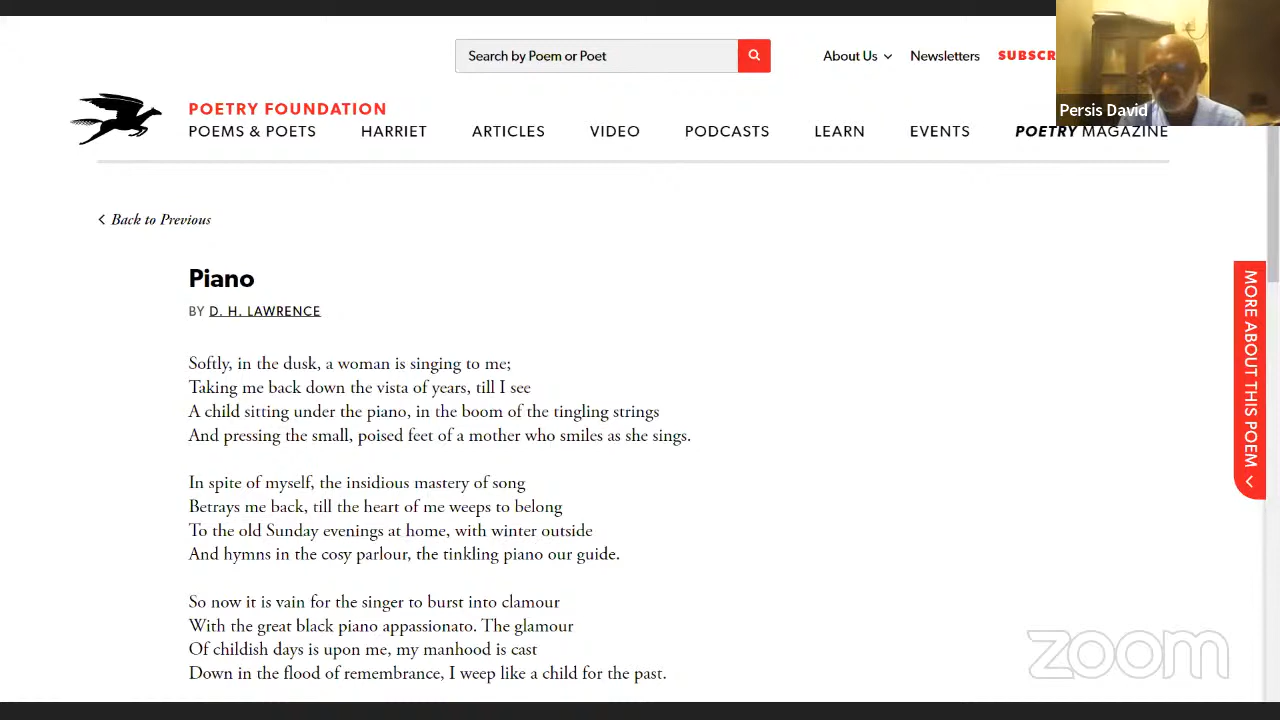 Search by Poem or Poet
About Us
Newsletters
SUBSCR
Persis David
POETRY FOUNDATION
POEMS & POETS
HARRIET
ARTICLES
VIDEO
PODCASTS
LEARN
EVENTS
POETRY MAGAZINE
Back to Previous
Piano
BY D. H. LAWRENCE
Softly, in the dusk, a woman is singing to me;
Taking me back down the vista of years, till I see
A child sitting under the piano, in the boom of the tingling strings
And pressing the small, poised feet of a mother who smiles as she sings.
In spite of myself, the insidious mastery of song
Betrays me back, till the heart of me weeps to belong
To the old Sunday evenings at home, with winter outside
And hymns in the cosy parlour, the tinkling piano our guide.
So now it is vain for the singer to burst into clamour
With the great black piano appassionato. The glamour
Of childish days is upon me, my manhood is cast
Down in the flood of remembrance, I weep like a child for the past.
MORE ABOUT THIS POEM
zoom